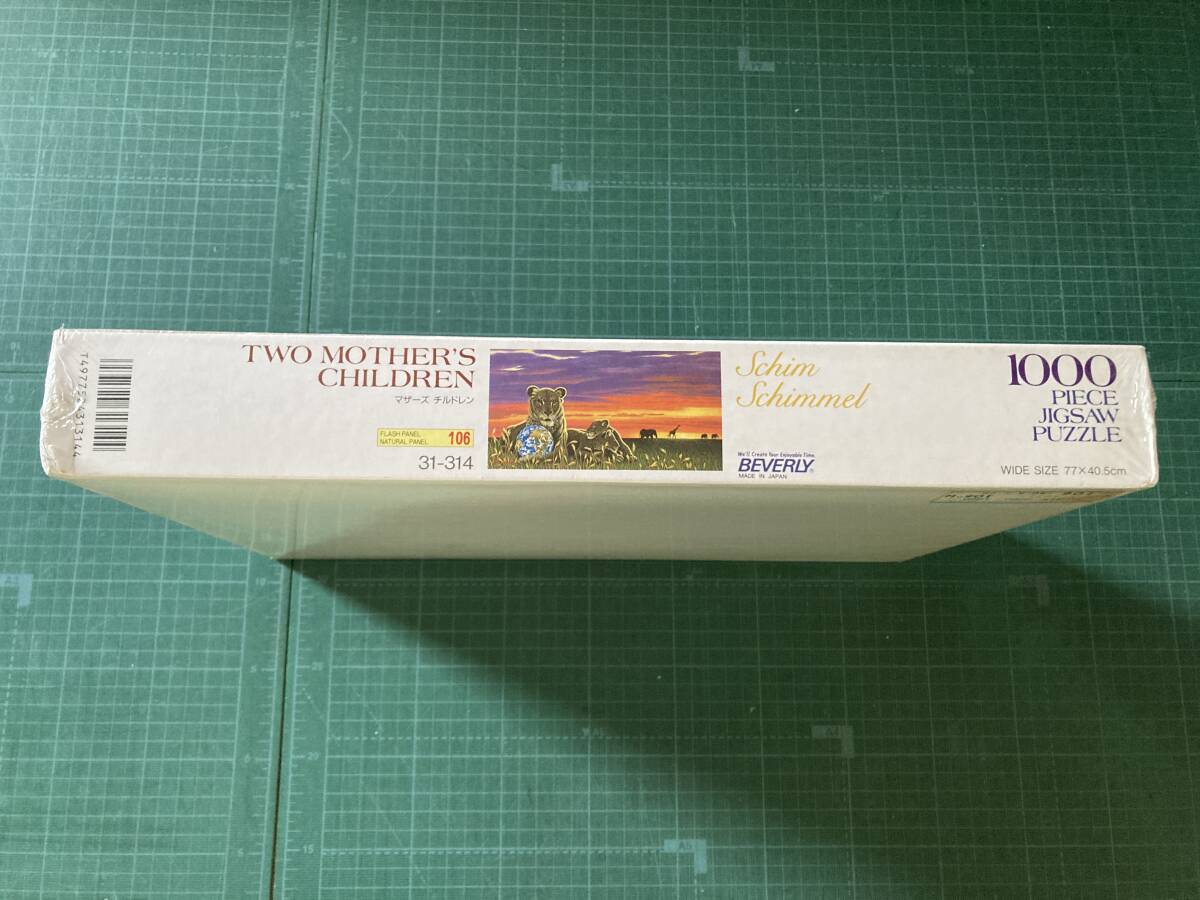 TWO MOTHER'S
CHILDREN
マザーズ チルドレン
FLASH PANEL
NATURAL PANEL
106
31-314
Schim
Schimmel
We'll Create Your Enjoyable Time.
BEVERLY
MADE IN JAPAN
1000
PIECE
JIGSAW
PUZZLE
WIDE SIZE 77×40.5cm